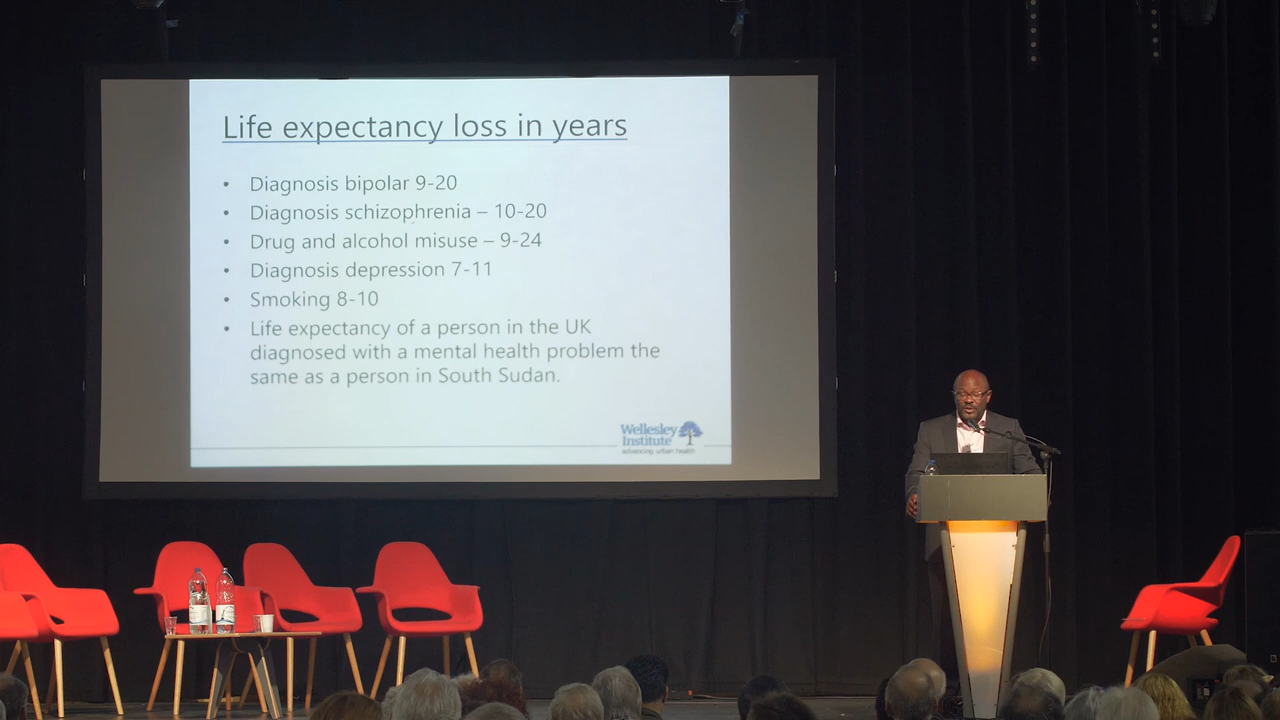 Life expectancy loss in years
• Diagnosis bipolar 9-20
• Diagnosis schizophrenia – 10-20
• Drug and alcohol misuse – 9-24
• Diagnosis depression 7-11
• Smoking 8-10
• Life expectancy of a person in the UK
diagnosed with a mental health problem the
same as a person in South Sudan.
Wellesley
Institute
advancing urban health